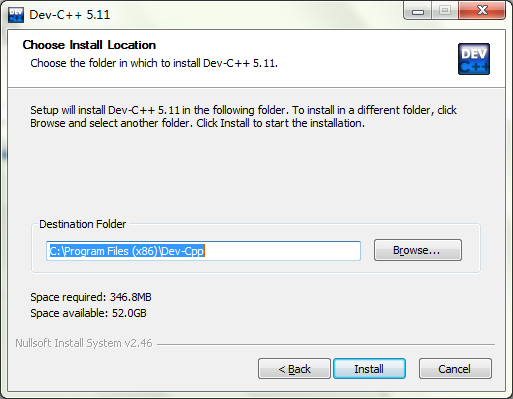 Dev-C++ 5.11
Choose Install Location
Choose the folder in which to install Dev-C++ 5.11.
DEV
C++
Setup will install Dev-C++ 5.11 in the following folder. To install in a different folder, click
Browse and select another folder. Click Install to start the installation.
Destination Folder
C:\Program Files (x86)\Dev-Cpp
Browse...
Space required: 346.8MB
Space available: 52.0GB
Nullsoft Install System v2.46
< Back
Install
Cancel